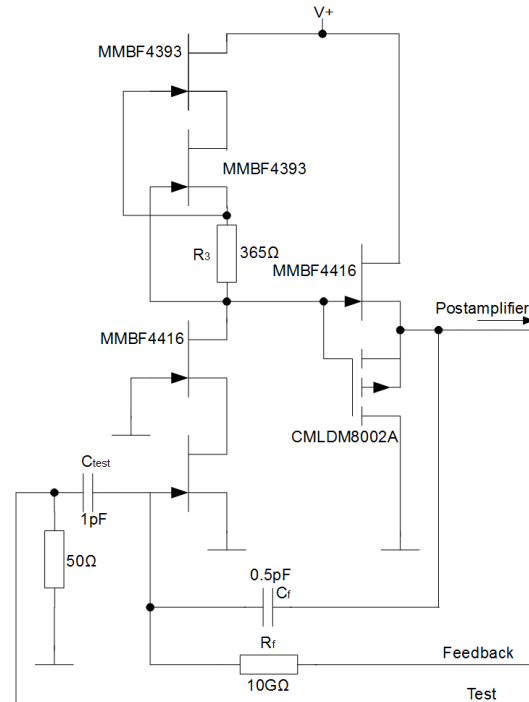 V+
MMBF4393
MMBF4393
R3
365Ω
MMBF4416
Postamplifier
MMBF4416
CMLDM8002A
Ctest
1pF
50Ω
0.5pF
Cf
Rf
Feedback
10GΩ
Test